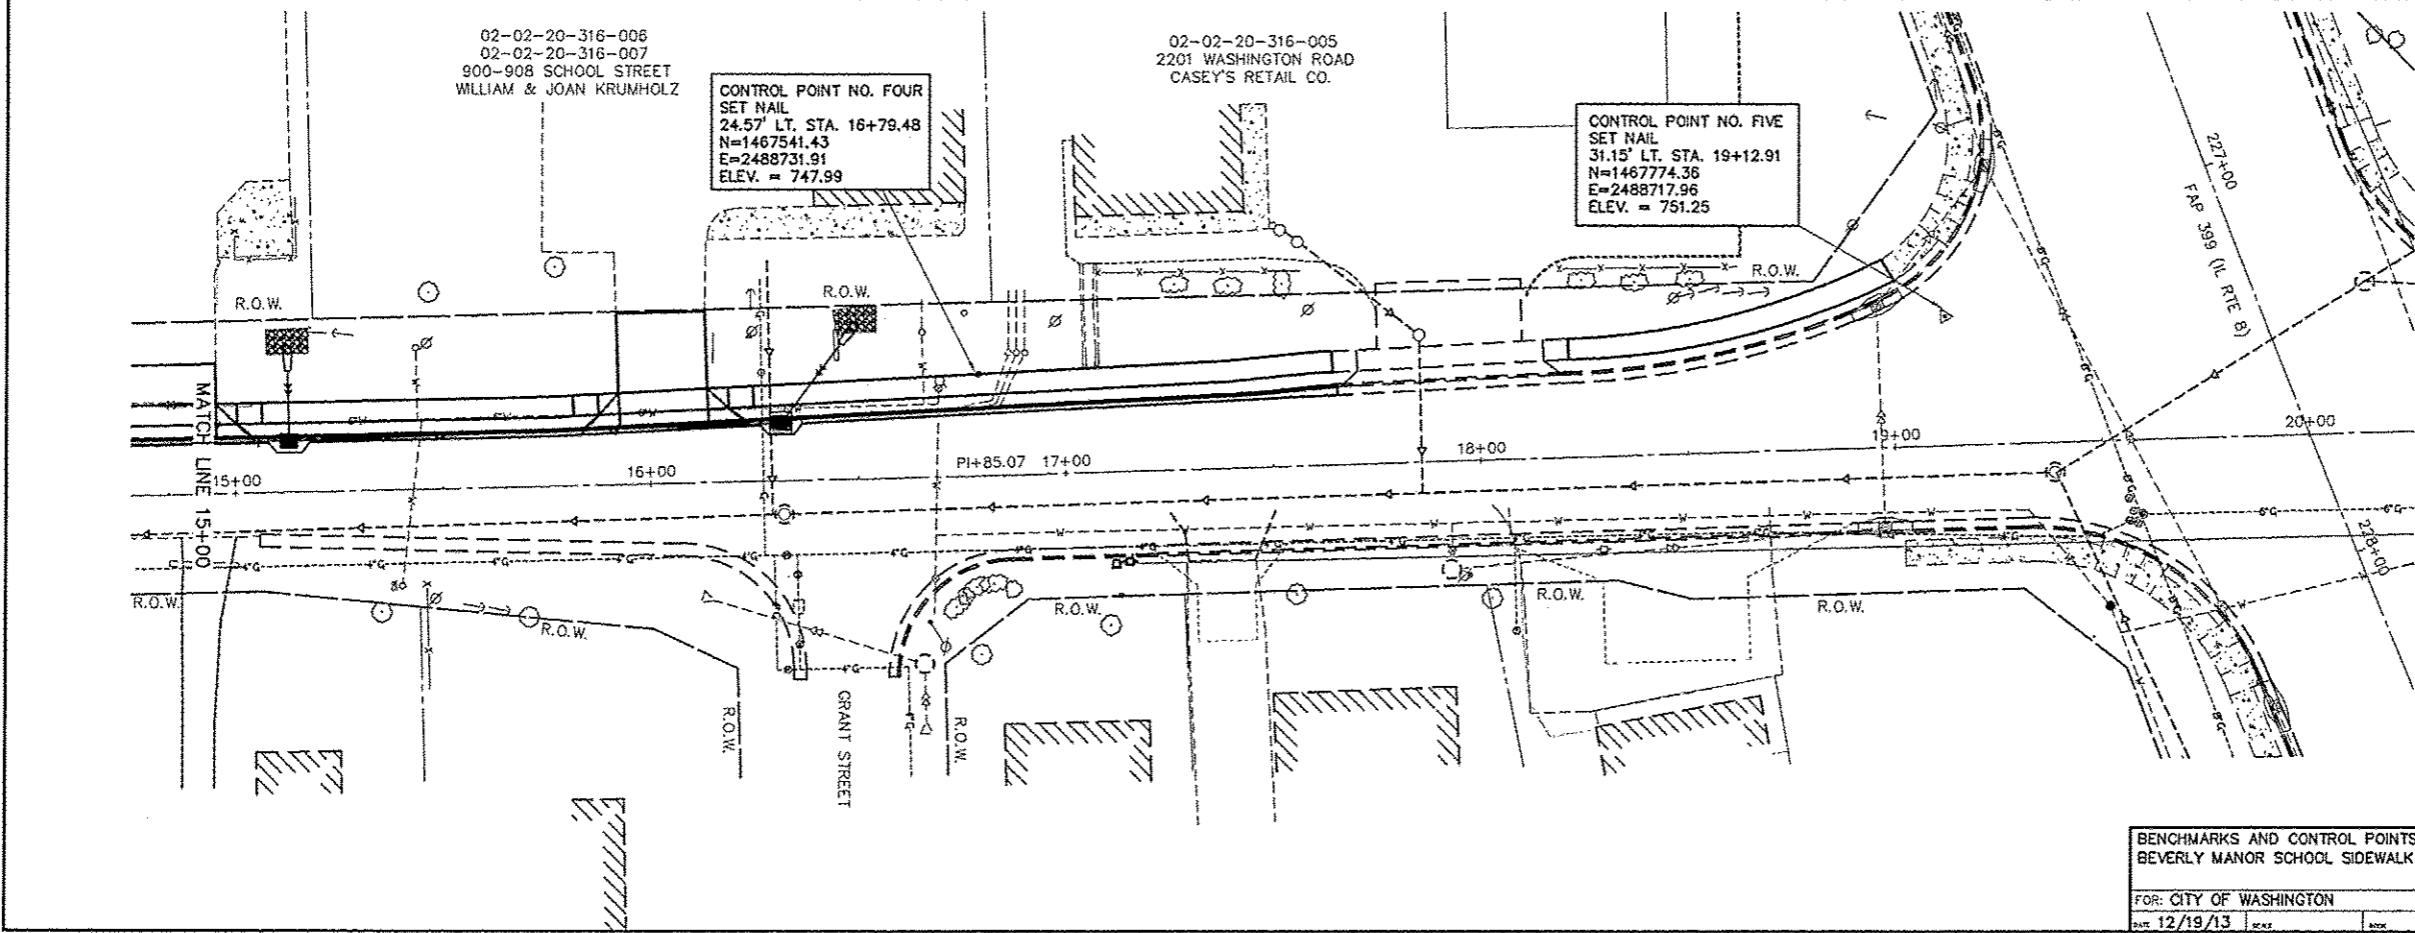 02-02-20-316-006
02-02-20-316-007
900-908 SCHOOL STREET
WILLIAM & JOAN KRUMHOLZ
CONTROL POINT NO. FOUR
SET NAIL
24.57' LT. STA. 16+79.48
N=1467541.43
E=2488731.91
ELEV. = 747.99
02-02-20-316-005
2201 WASHINGTON ROAD
CASEY'S RETAIL CO.
CONTROL POINT NO. FIVE
SET NAIL
31.15' LT. STA. 19+12.91
N=1467774.36
E=2488717.96
ELEV. = 751.25
227+00
FAP 399 (IL RTE 8)
228+00
R.O.W.
R.O.W.
R.O.W.
MATCH LINE 15+00
15+00
16+00
PI+85.07 17+00
18+00
19+00
20+00
R.O.W.
R.O.W.
R.O.W.
GRANT STREET
R.O.W.
R.O.W.
R.O.W.
R.O.W.
BENCHMARKS AND CONTROL POINTS
BEVERLY MANOR SCHOOL SIDEWALK
FOR: CITY OF WASHINGTON
DATE 12/19/13